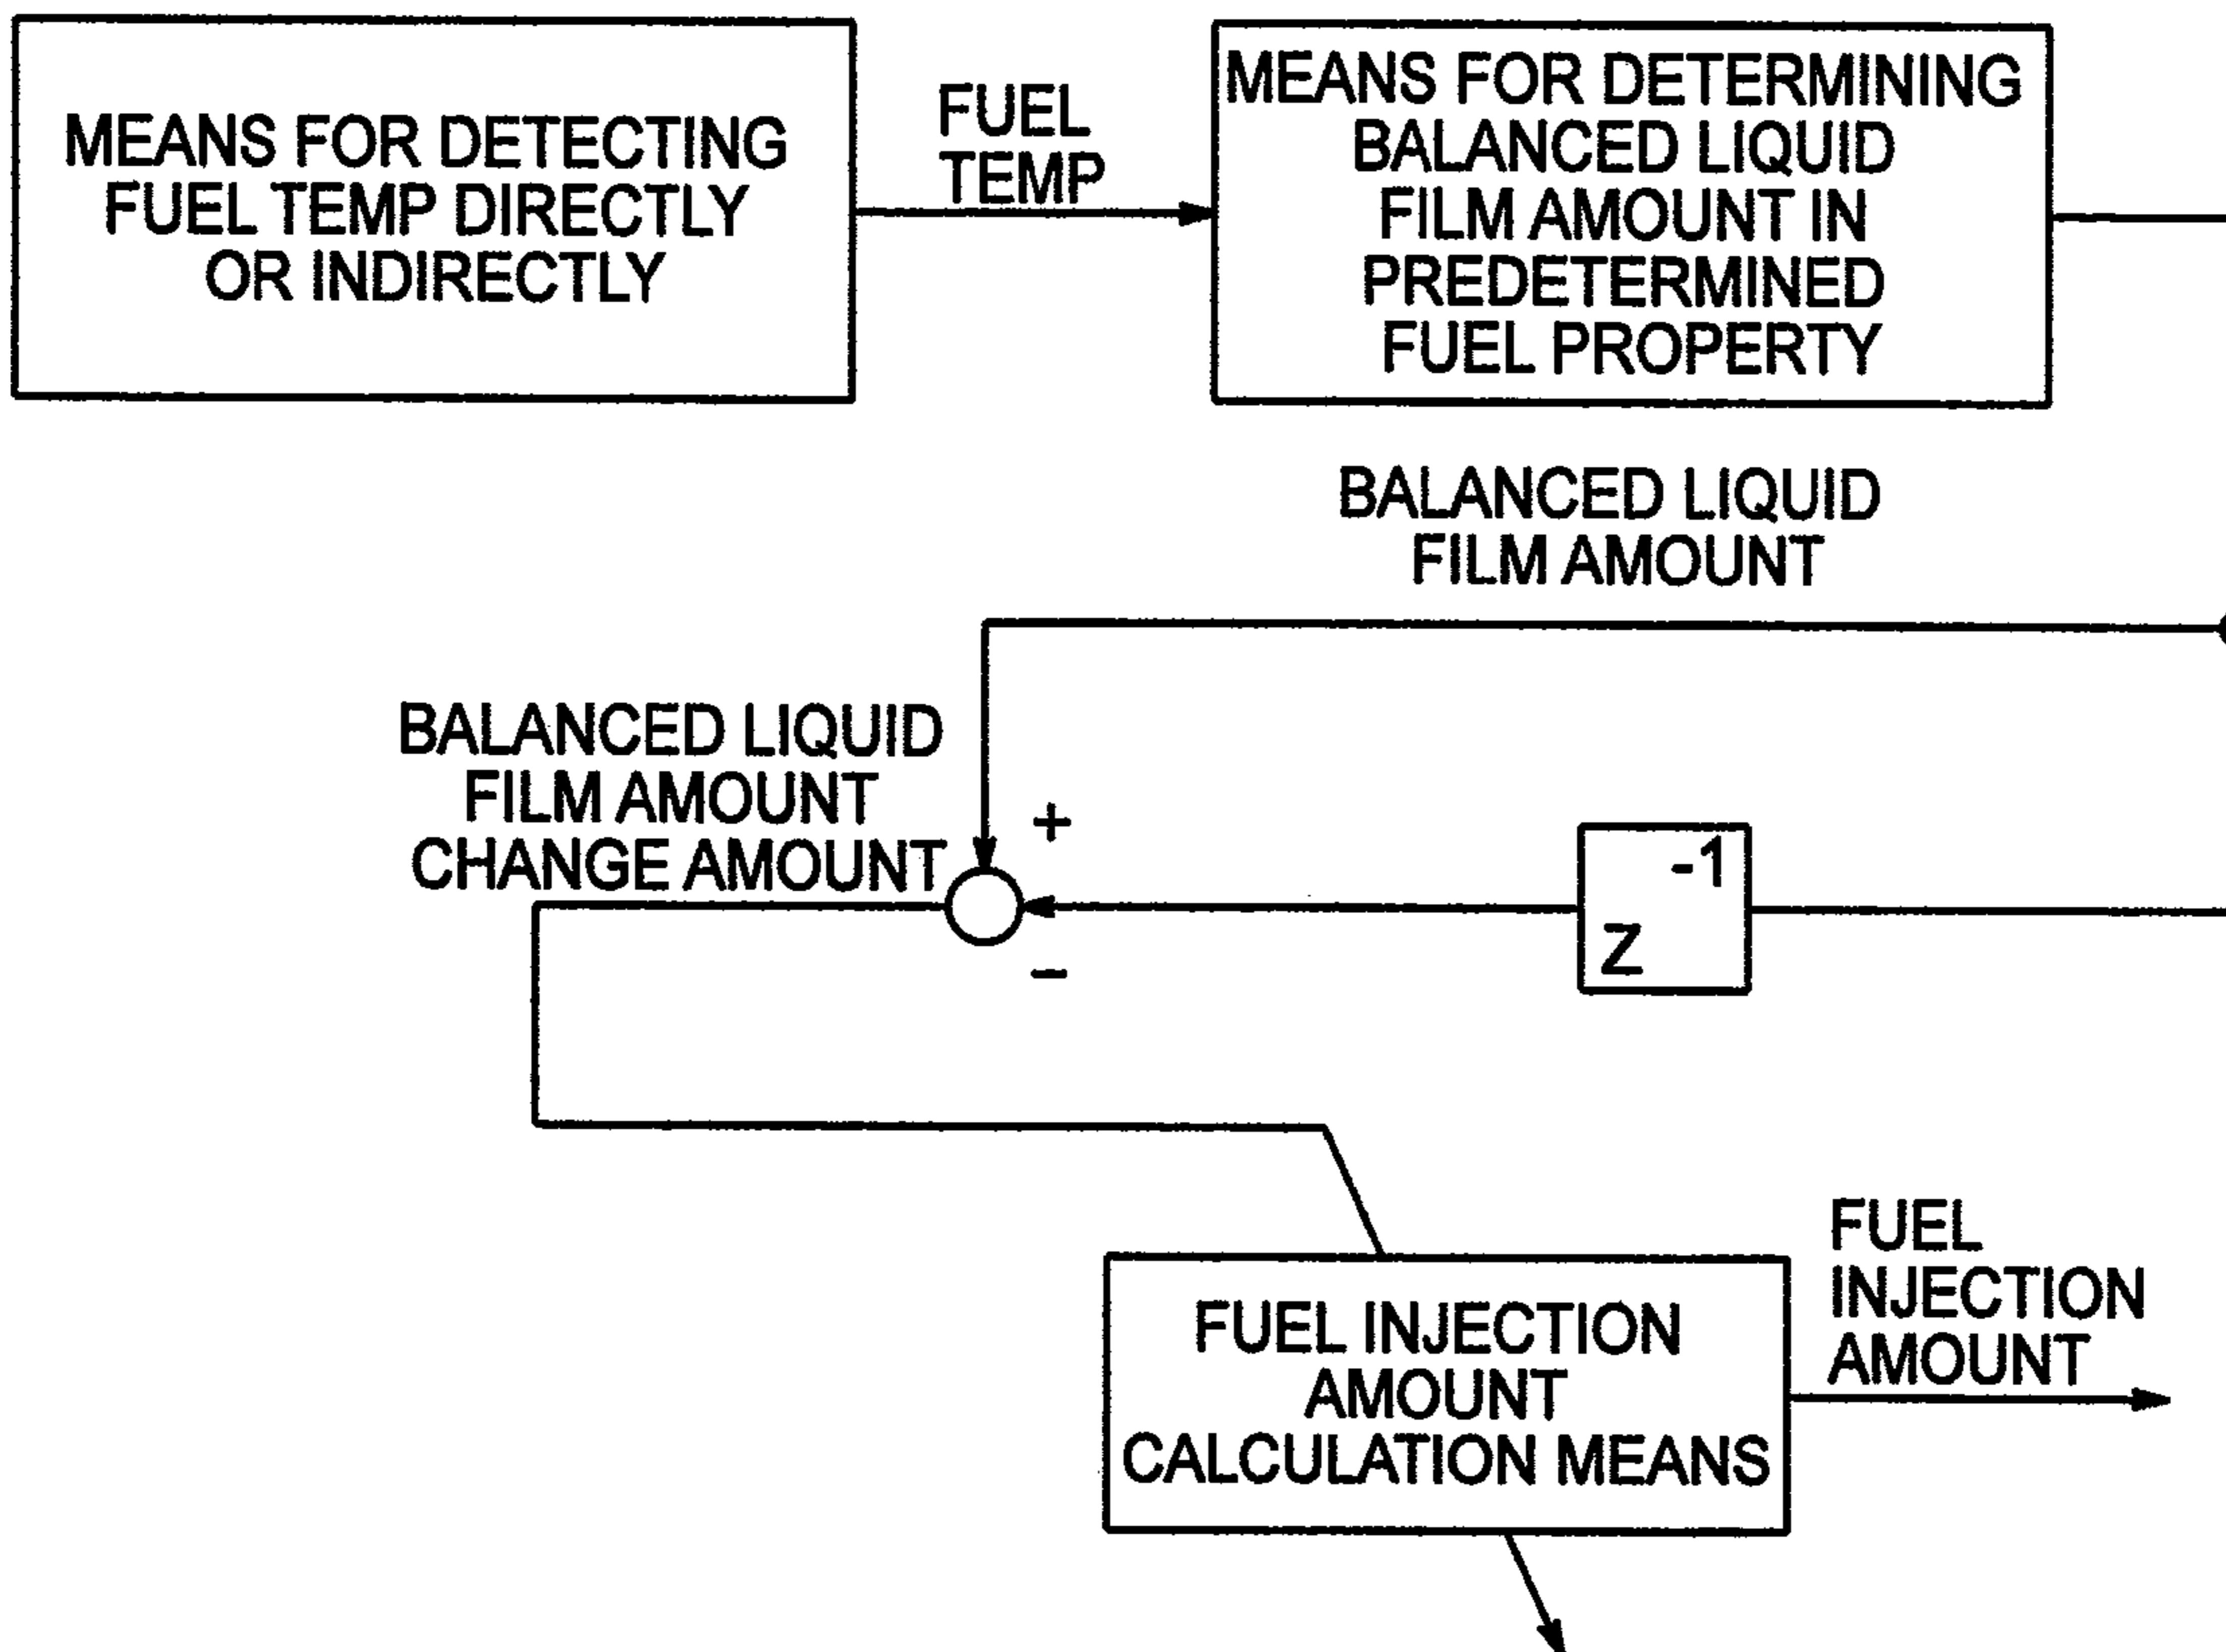 MEANS FOR DETECTING
FUEL TEMP DIRECTLY
OR INDIRECTLY
FUEL
TEMP
MEANS FOR DETERMINING
BALANCED LIQUID
FILM AMOUNT IN
PREDETERMINED
FUEL PROPERTY
BALANCED LIQUID
FILM AMOUNT
BALANCED LIQUID
FILM AMOUNT
CHANGE AMOUNT
+
−
-1
Z
FUEL INJECTION
AMOUNT
CALCULATION MEANS
FUEL
INJECTION
AMOUNT